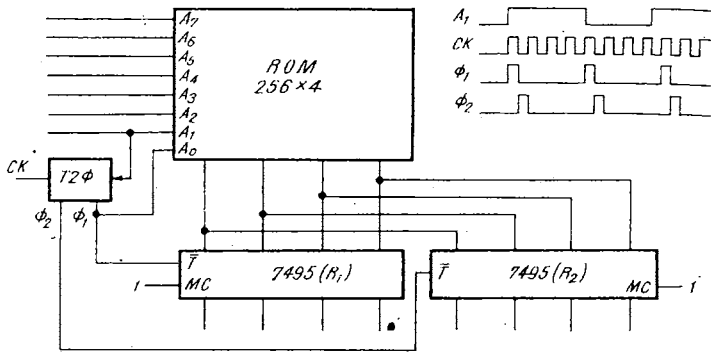 A₇
A₆
A₅
A₄
A₃
A₂
A₁
A₀
ROM
256×4
CK
T2Φ
Φ₂
Φ₁
T̄
MC
1
7495(R₁)
T̄
7495(R₂)
MC
1
A₁
CK
Φ₁
Φ₂